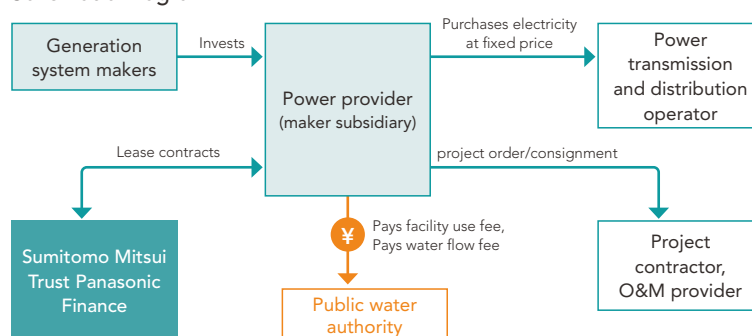 Generation
system makers
Invests
Power provider
(maker subsidiary)
Purchases electricity
at fixed price
Power
transmission
and distribution
operator
Lease contracts
project order/consignment
Sumitomo Mitsui
Trust Panasonic
Finance
¥
Pays facility use fee,
Pays water flow fee
Project
contractor,
O&M provider
Public water
authority